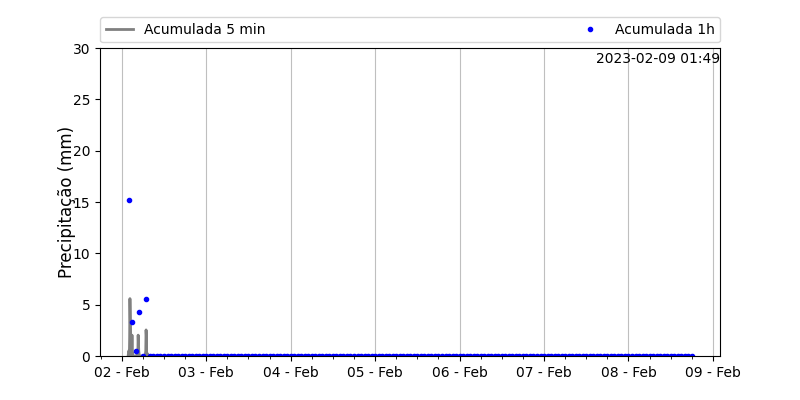 Acumulada 5 min
Acumulada 1h
2023-02-09 01:49
Precipitação (mm)
30
25
20
15
10
5
0
02 - Feb
03 - Feb
04 - Feb
05 - Feb
06 - Feb
07 - Feb
08 - Feb
09 - Feb